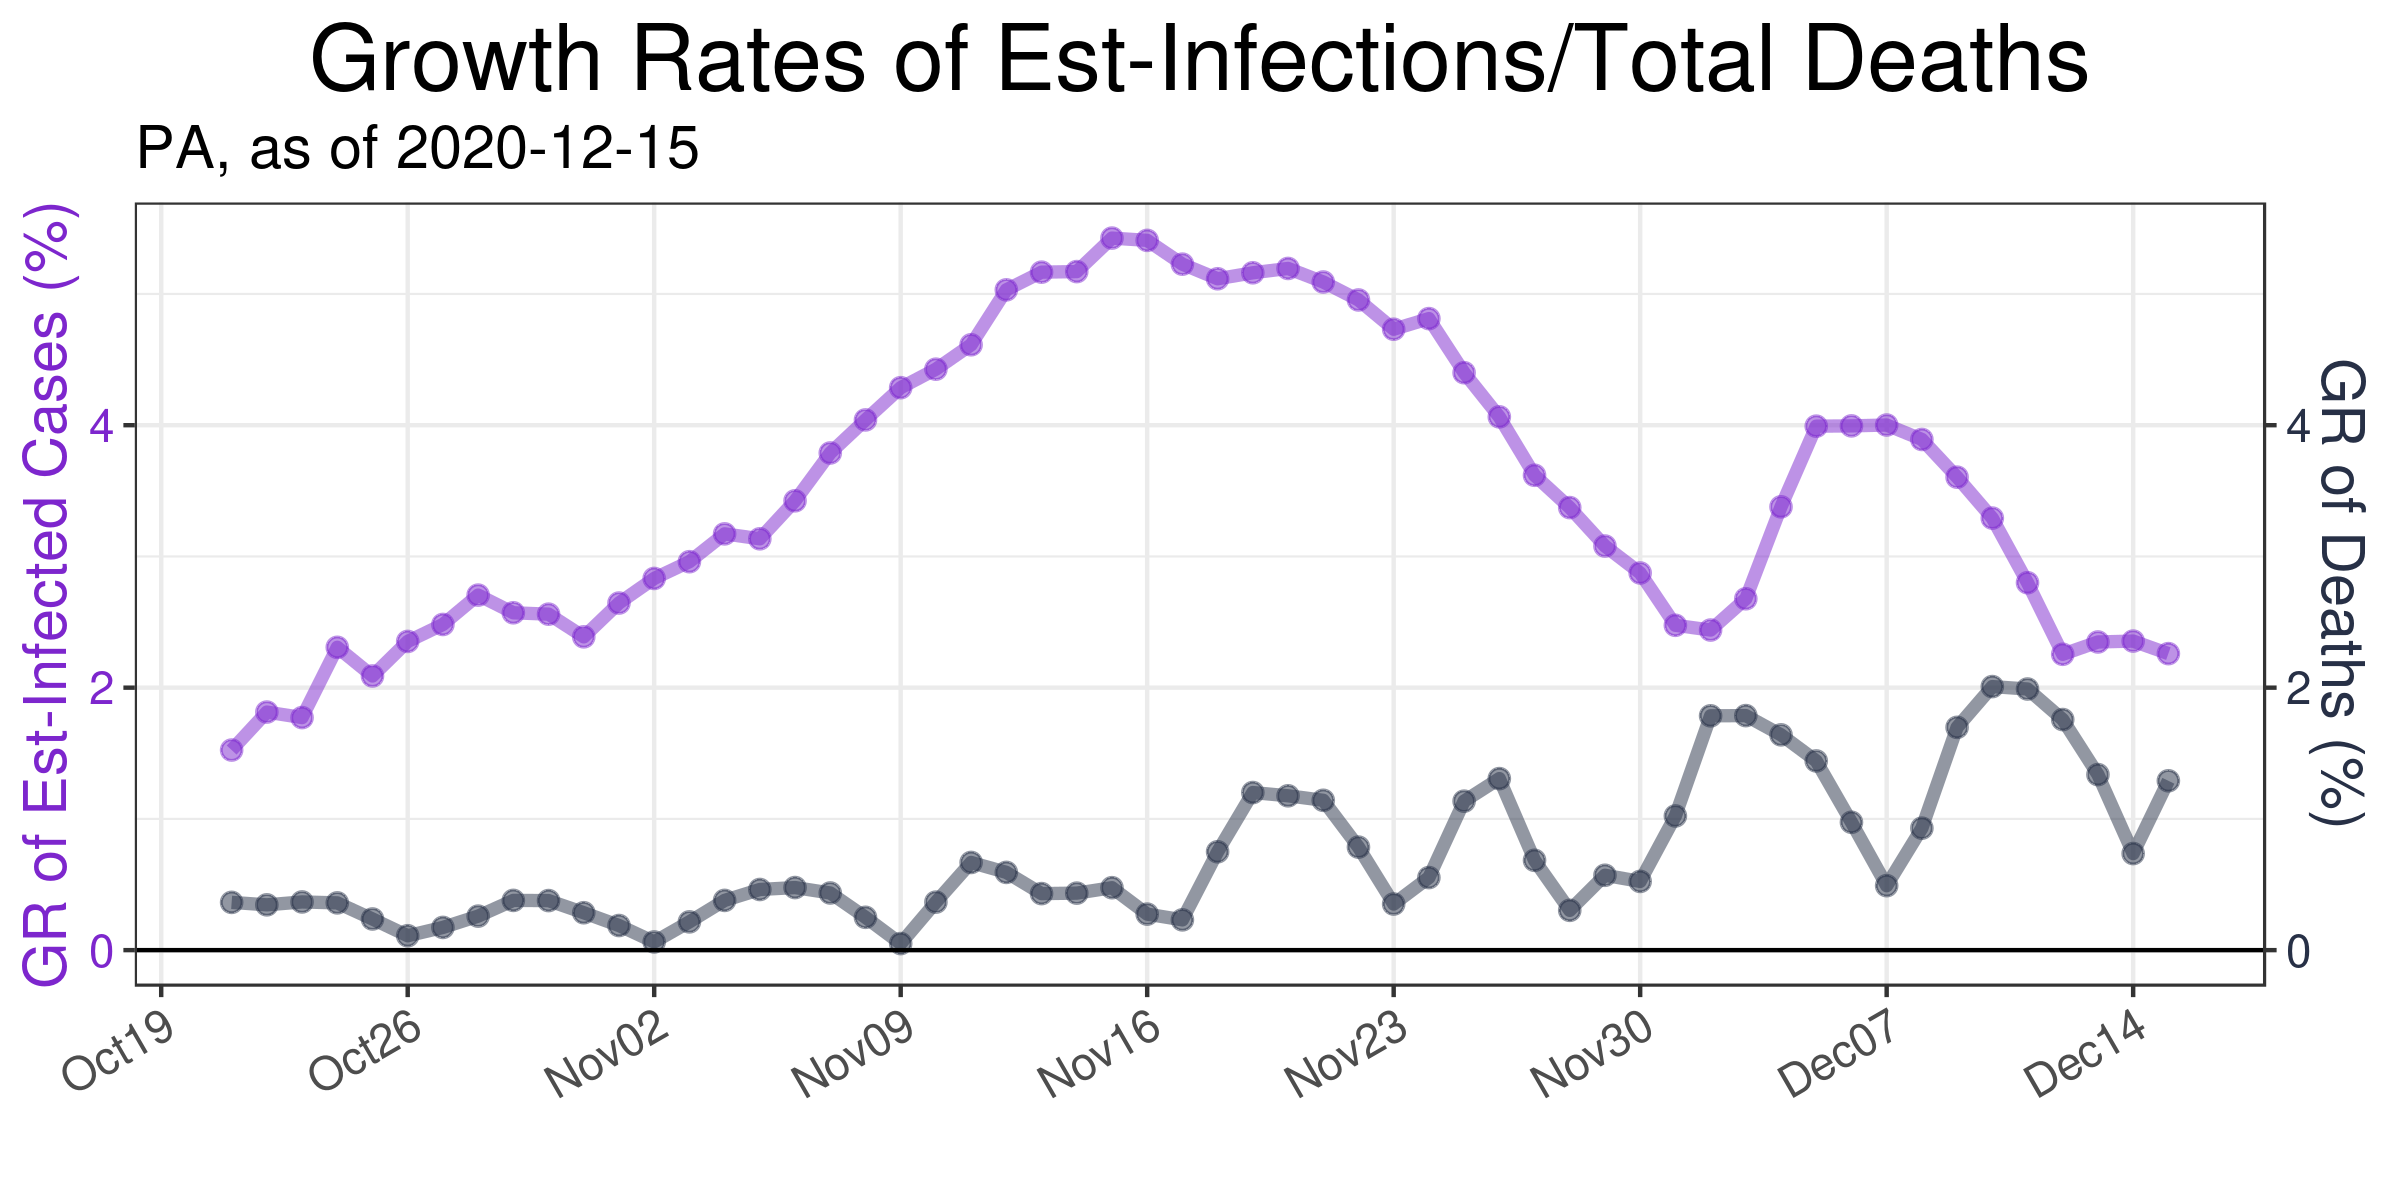 Growth Rates of Est-Infections/Total Deaths
PA, as of 2020-12-15
GR of Est-Infected Cases (%)
4
2
0
4
2
0
GR of Deaths (%)
Oct19
Oct26
Nov02
Nov09
Nov16
Nov23
Nov30
Dec07
Dec14